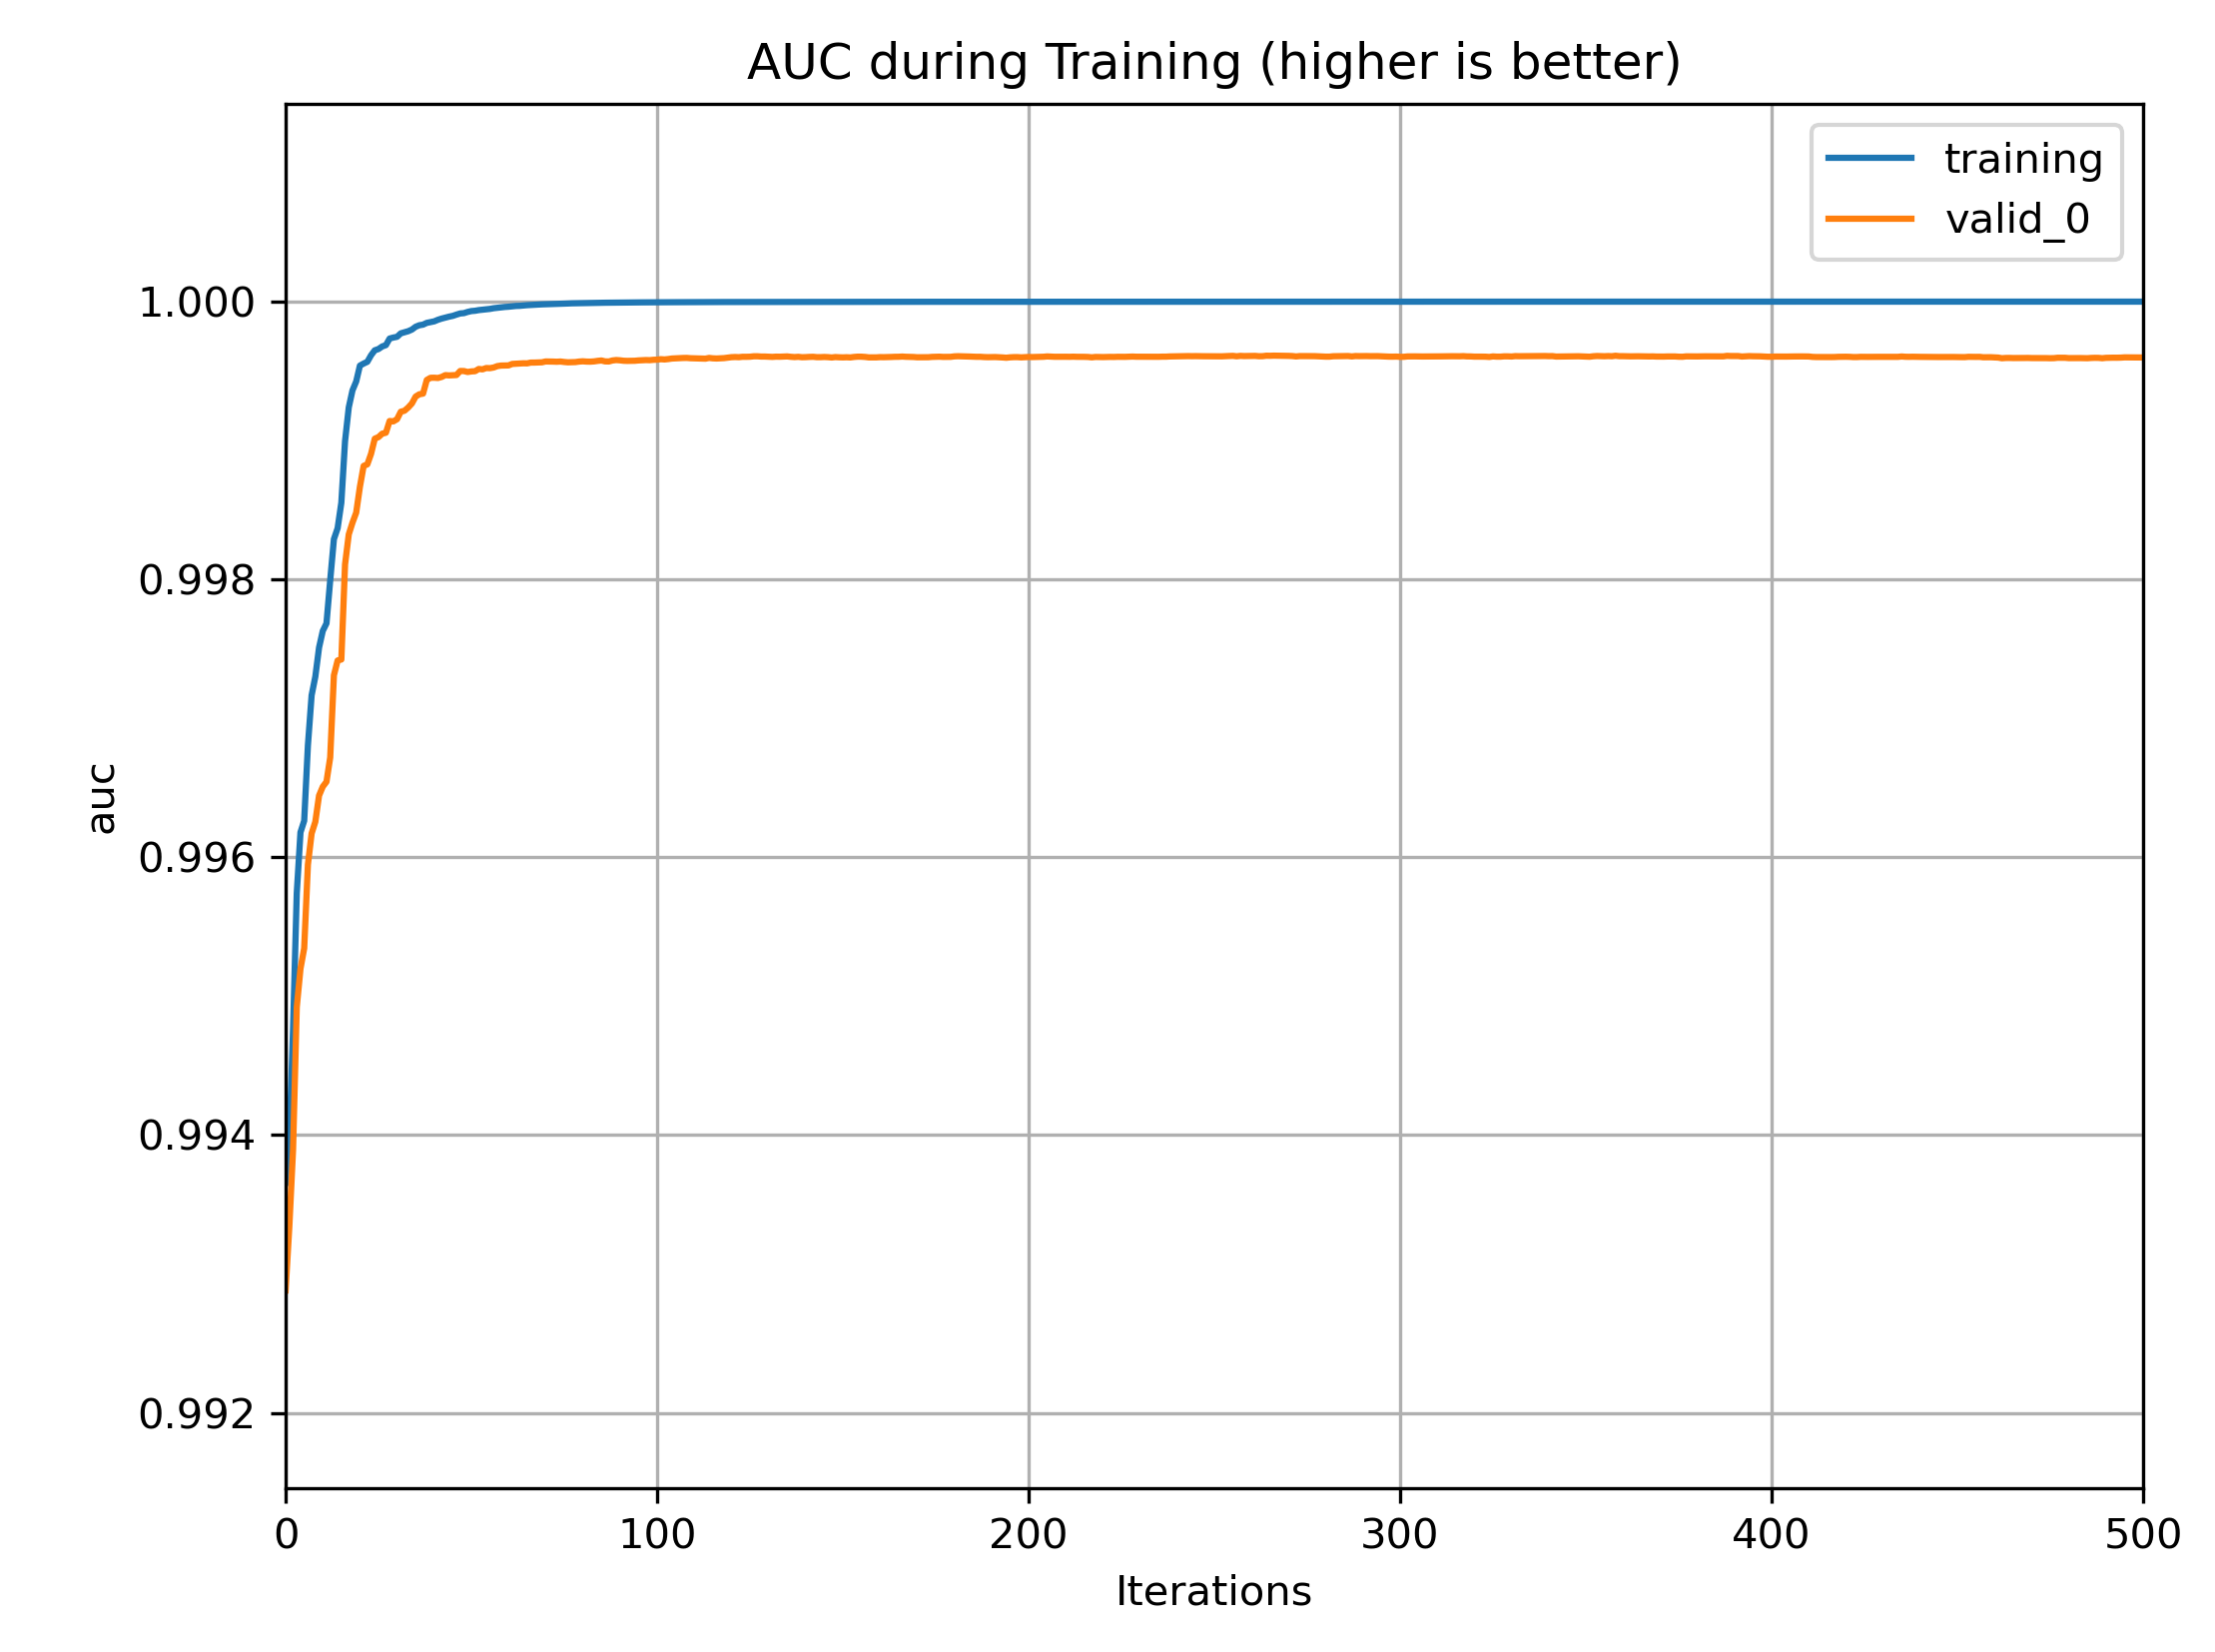 AUC during Training (higher is better)
training
valid_0
1.000
0.998
0.996
0.994
0.992
auc
0 100 200 300 400 500
Iterations